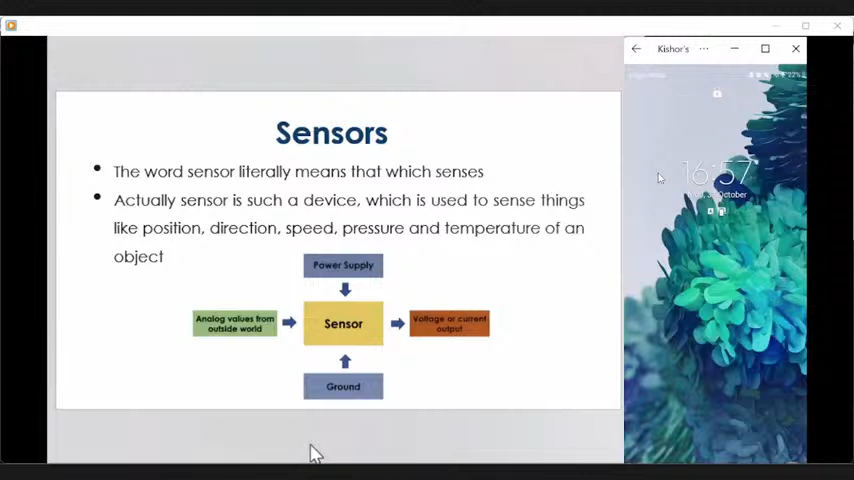 Kishor's ...
22%
Sensors
• The word sensor literally means that which senses
• Actually sensor is such a device, which is used to sense things
like position, direction, speed, pressure and temperature of an
object
Power Supply
Analog values from
outside world
Sensor
Voltage or current
output
Ground
16:57
October